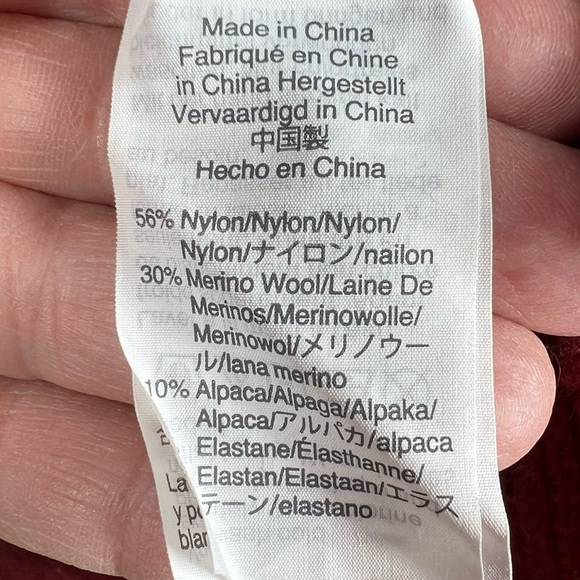 Made in China
Fabriqué en Chine
in China Hergestellt
Vervaardigd in China
中国製
Hecho en China
56% Nylon/Nylon/Nylon/
Nylon/ナイロン/nailon
30% Merino Wool/Laine De
Merinos/Merinowolle/
Merinowol/メリノウー
ル/lana merino
10% Alpaca/Alpaga/Alpaka/
Alpaca/アルパカ/alpaca
Elastane/Élasthanne/
Elastan/Elastaan/エラス
テーン/elastano
La
y po
blan